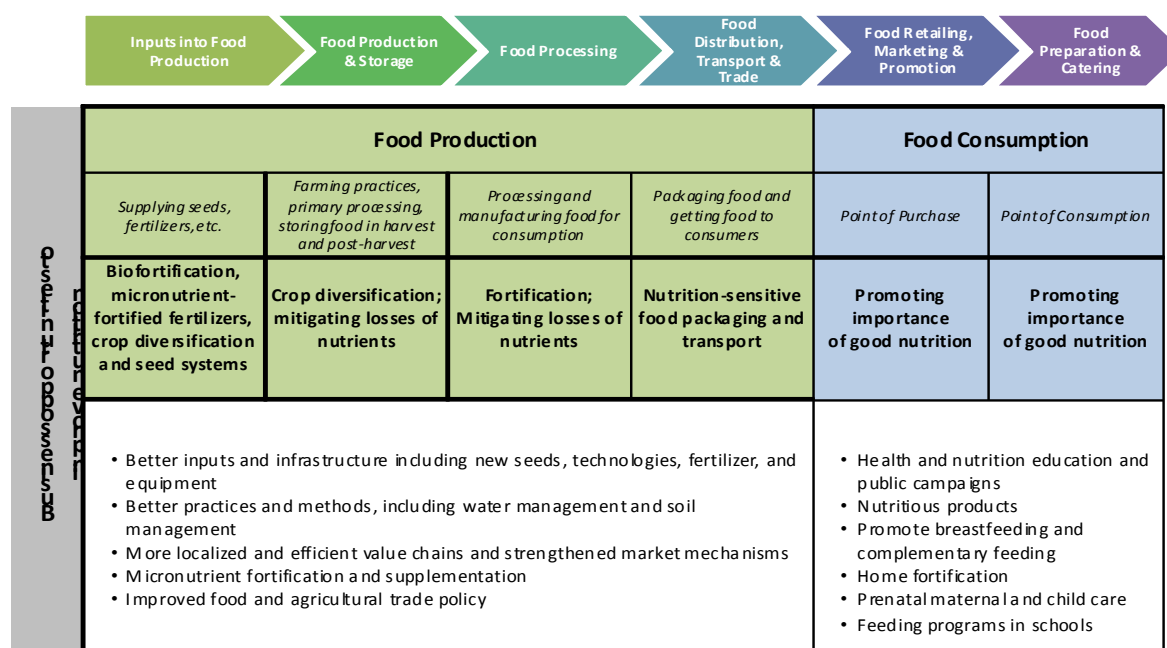 Inputs into Food
Production
Food Production
& Storage
Food Processing
Food
Distribution,
Transport &
Trade
Food Retailing,
Marketing &
Promotion
Food
Preparation &
Catering
Business opportunities to
improve nutrition
Food Production
Food Consumption
Supplying seeds,
fertilizers, etc.
Farming practices,
primary processing,
storing food in harvest
and post-harvest
Processing and
manufacturing food for
consumption
Packaging food and
getting food to
consumers
Point of Purchase
Point of Consumption
Biofortification,
micronutrient-
fortified fertilizers,
crop diversification
and seed systems
Crop diversification;
mitigating losses of
nutrients
Fortification;
Mitigating losses of
nutrients
Nutrition-sensitive
food packaging and
transport
Promoting
importance
of good nutrition
Promoting
importance
of good nutrition
• Better inputs and infrastructure including new seeds, technologies, fertilizer, and
equipment
• Better practices and methods, including water management and soil
management
• More localized and efficient value chains and strengthened market mechanisms
• Micronutrient fortification and supplementation
• Improved food and agricultural trade policy
• Health and nutrition education and
public campaigns
• Nutritious products
• Promote breastfeeding and
complementary feeding
• Home fortification
• Prenatal maternal and child care
• Feeding programs in schools